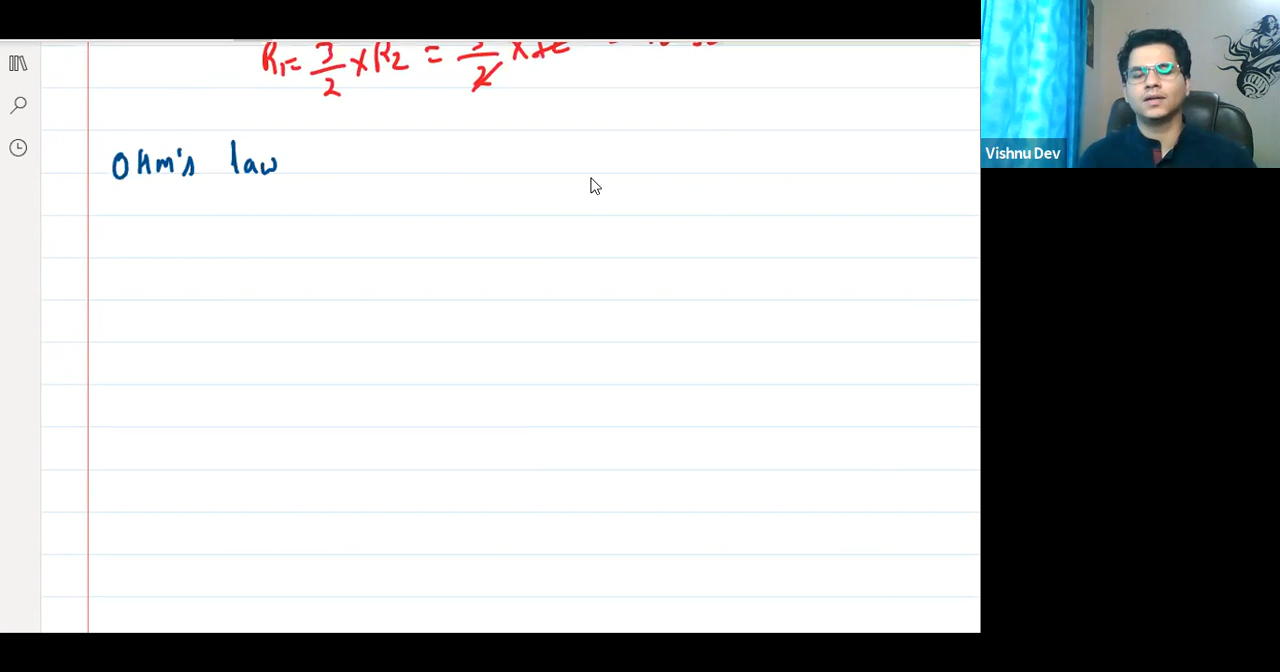 R1 = 3/2 x R2 =
Ohm's law
Vishnu Dev